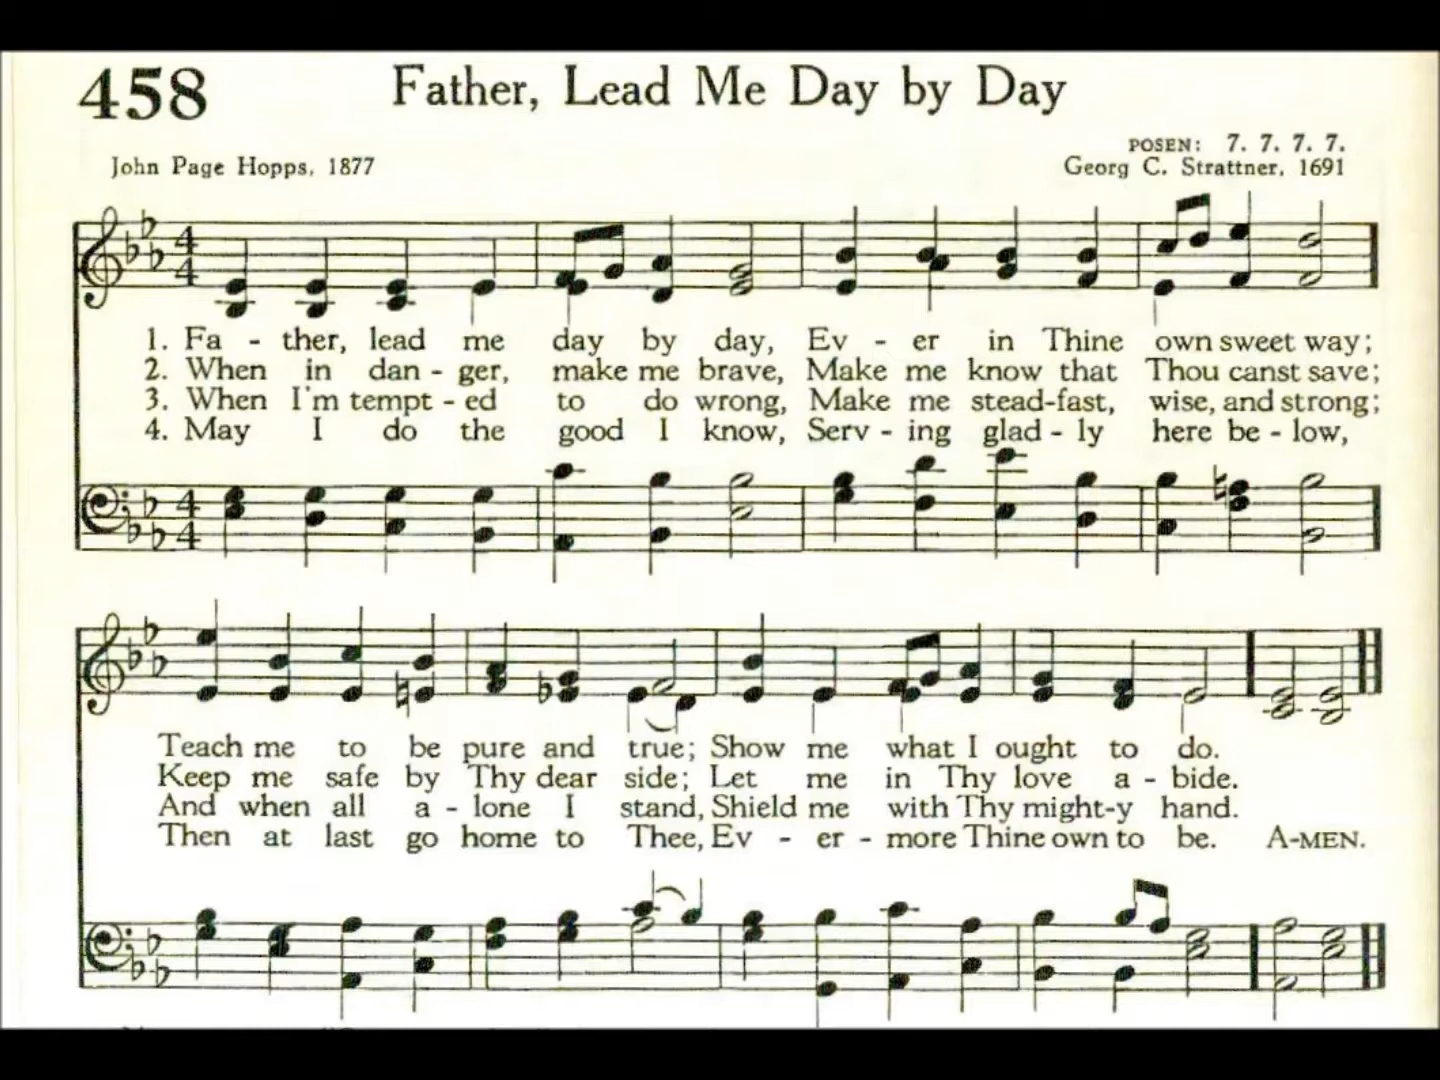 458
Father, Lead Me Day by Day
POSEN: 7. 7. 7. 7.
John Page Hopps, 1877
Georg C. Strattner, 1691
1. Fa - ther, lead me day by day, Ev - er in Thine own sweet way;
2. When in dan - ger, make me brave, Make me know that Thou canst save;
3. When I'm tempt - ed to do wrong, Make me stead-fast, wise, and strong;
4. May I do the good I know, Serv - ing glad - ly here be - low,
Teach me to be pure and true; Show me what I ought to do.
Keep me safe by Thy dear side; Let me in Thy love a - bide.
And when all a - lone I stand, Shield me with Thy might-y hand.
Then at last go home to Thee, Ev - er - more Thine own to be. A-MEN.